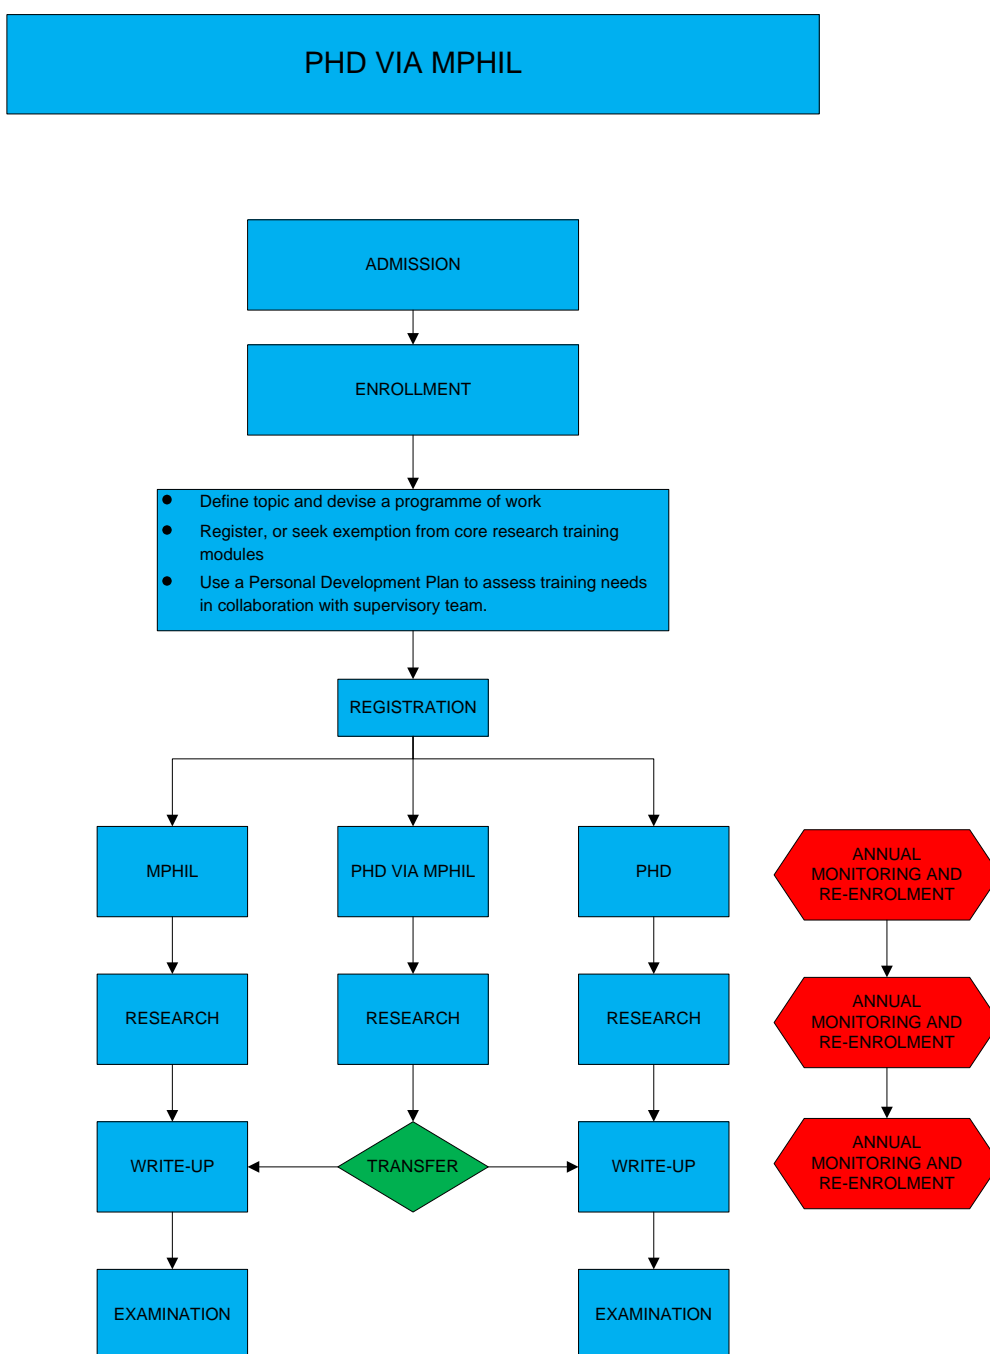 PHD VIA MPHIL
ADMISSION
ENROLLMENT
● Define topic and devise a programme of work
● Register, or seek exemption from core research training
modules
● Use a Personal Development Plan to assess training needs
in collaboration with supervisory team.
REGISTRATION
MPHIL
PHD VIA MPHIL
PHD
ANNUAL
MONITORING AND
RE-ENROLMENT
RESEARCH
RESEARCH
RESEARCH
ANNUAL
MONITORING AND
RE-ENROLMENT
WRITE-UP
TRANSFER
WRITE-UP
ANNUAL
MONITORING AND
RE-ENROLMENT
EXAMINATION
EXAMINATION